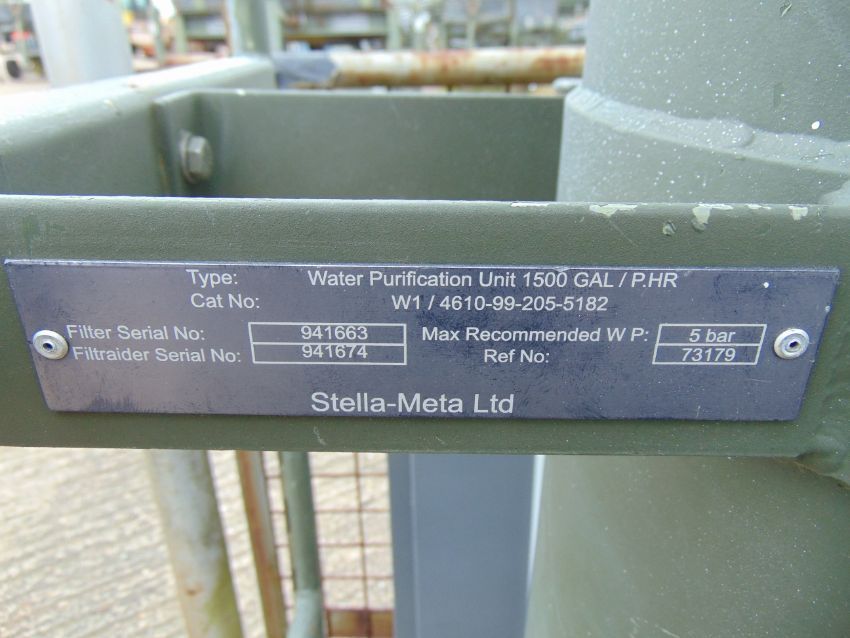 Type: Water Purification Unit 1500 GAL / P.HR
Cat No: W1 / 4610-99-205-5182
Filter Serial No: 941663 Max Recommended W P: 5 bar
Filtraider Serial No: 941674 Ref No: 73179
Stella-Meta Ltd